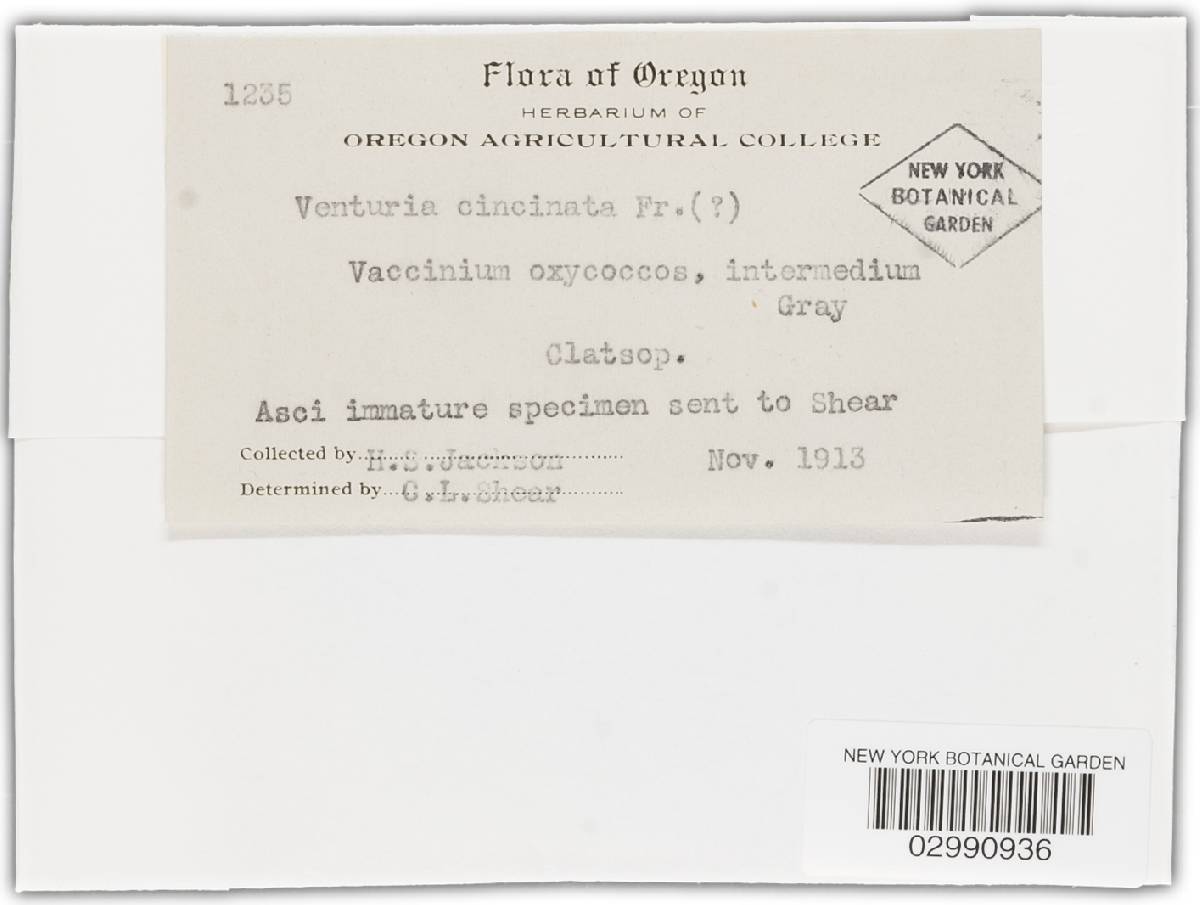 1235
Flora of Oregon
HERBARIUM OF
OREGON AGRICULTURAL COLLEGE
NEW YORK
BOTANICAL
GARDEN
Venturia cincinata Fr.(?)
Vaccinium oxycoccos, intermedium
Gray
Clatsop.
Asci immature specimen sent to Shear
Collected by H.S.Jackson Nov. 1913
Determined by C.L.Shear
NEW YORK BOTANICAL GARDEN
02990936